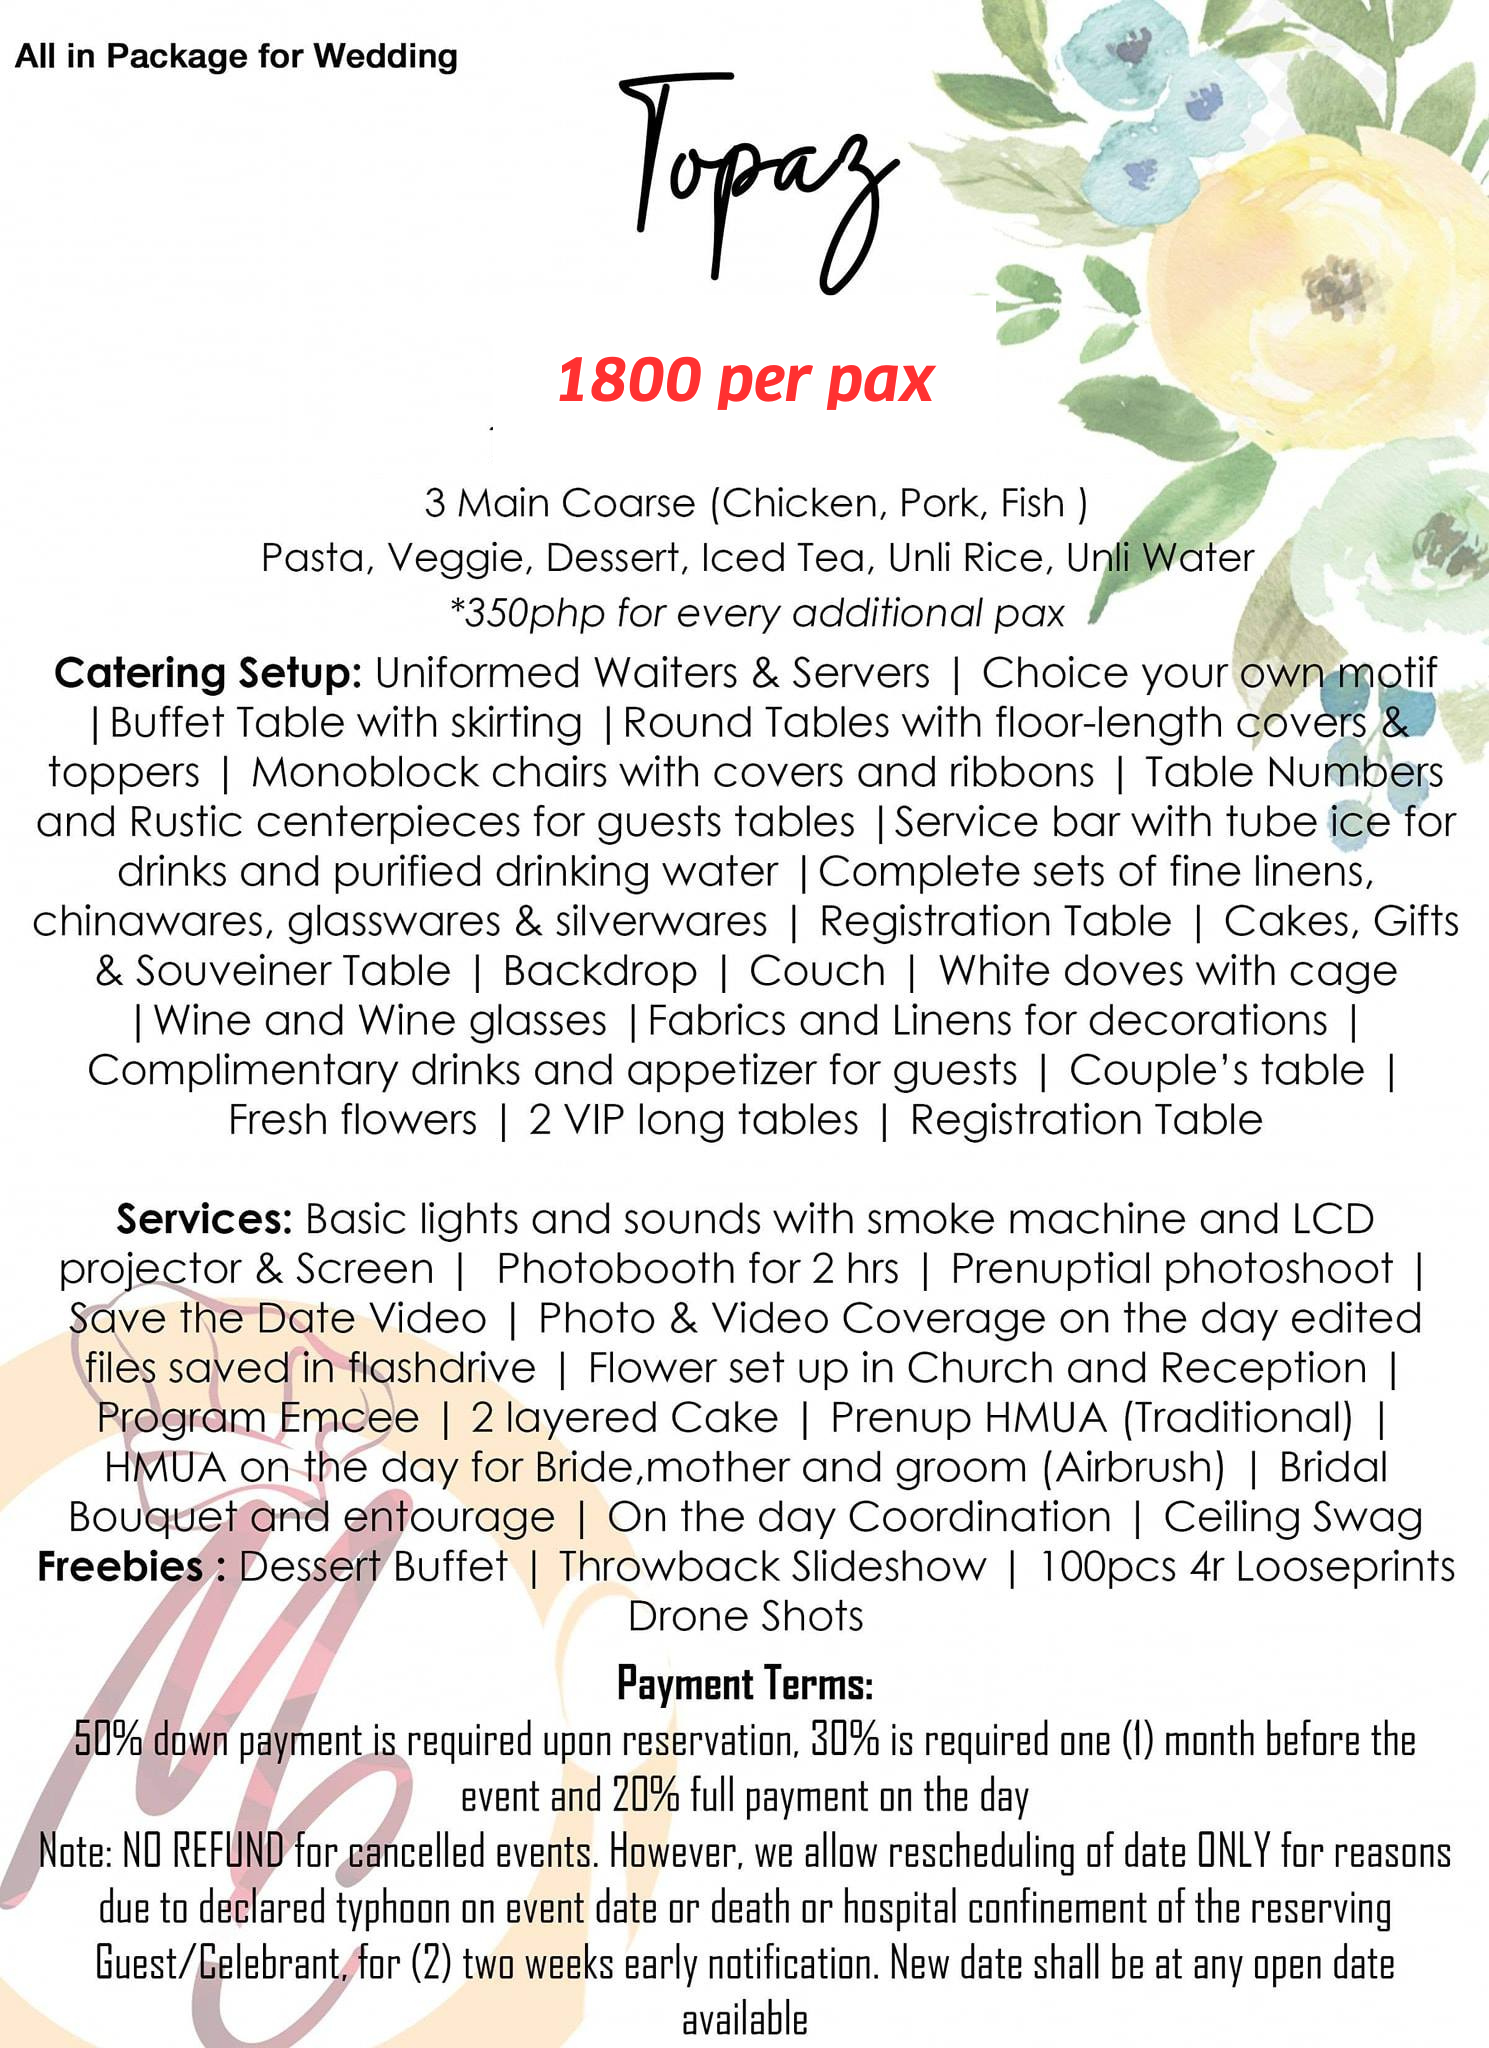 All in Package for Wedding
Topaz
1800 per pax
3 Main Coarse (Chicken, Pork, Fish )
Pasta, Veggie, Dessert, Iced Tea, Unli Rice, Unli Water
*350php for every additional pax
Catering Setup: Uniformed Waiters & Servers | Choice your own motif
|Buffet Table with skirting |Round Tables with floor-length covers &
toppers | Monoblock chairs with covers and ribbons | Table Numbers
and Rustic centerpieces for guests tables |Service bar with tube ice for
drinks and purified drinking water |Complete sets of fine linens,
chinawares, glasswares & silverwares | Registration Table | Cakes, Gifts
& Souveiner Table | Backdrop | Couch | White doves with cage
|Wine and Wine glasses |Fabrics and Linens for decorations |
Complimentary drinks and appetizer for guests | Couple’s table |
Fresh flowers | 2 VIP long tables | Registration Table
Services: Basic lights and sounds with smoke machine and LCD
projector & Screen | Photobooth for 2 hrs | Prenuptial photoshoot |
Save the Date Video | Photo & Video Coverage on the day edited
files saved in flashdrive | Flower set up in Church and Reception |
Program Emcee | 2 layered Cake | Prenup HMUA (Traditional) |
HMUA on the day for Bride,mother and groom (Airbrush) | Bridal
Bouquet and entourage | On the day Coordination | Ceiling Swag
Freebies : Dessert Buffet | Throwback Slideshow | 100pcs 4r Looseprints
Drone Shots
Payment Terms:
50% down payment is required upon reservation, 30% is required one (1) month before the
event and 20% full payment on the day
Note: NO REFUND for cancelled events. However, we allow rescheduling of date ONLY for reasons
due to declared typhoon on event date or death or hospital confinement of the reserving
Guest/Celebrant, for (2) two weeks early notification. New date shall be at any open date
available